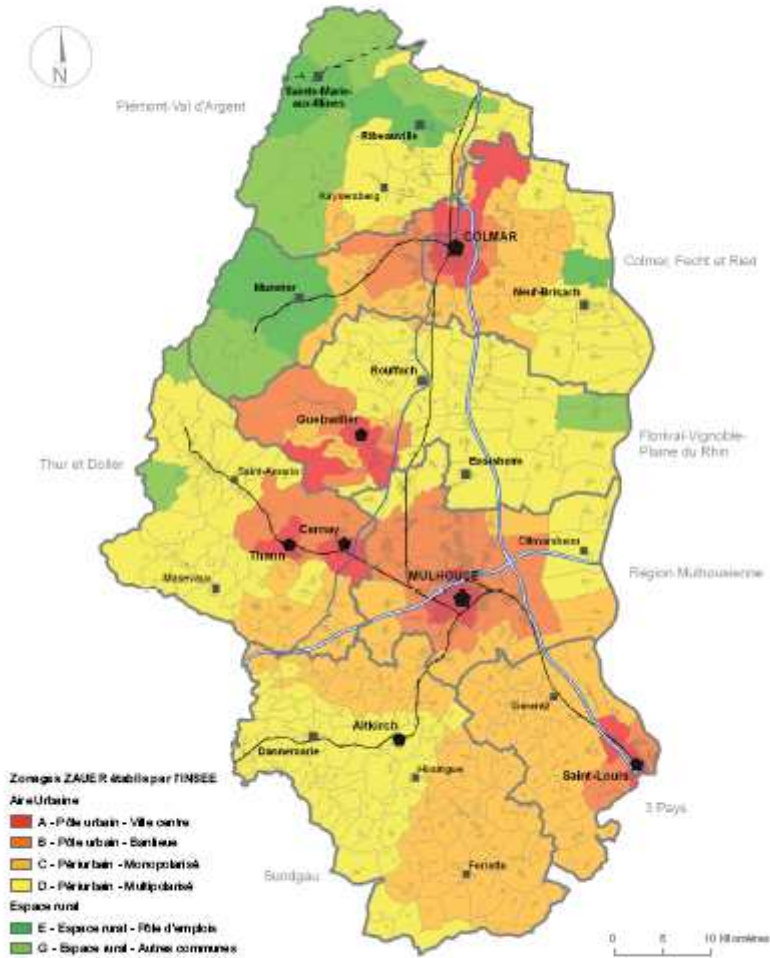 N
Sainte-Marie-
aux-Mines
Piémont-Val d'Argent
Ribeauvillé
Kaysersberg
COLMAR
Colmar, Fecht et Ried
Munster
Neuf-Brisach
Rouffach
Guebwiller
Florival-Vignoble-
Plaine du Rhin
Thur et Doller
Saint-Amarin
Ensisheim
Cernay
Thann
Ottmarsheim
MULHOUSE
Région Mulhousienne
Masevaux
Sierentz
Altkirch
Dannemarie
Hirsingue
Saint-Louis
3 Pays
Zonages ZAUER établis par l'INSEE
Aire Urbaine
A - Pôle urbain - Ville centre
B - Pôle urbain - Banlieue
C - Périurbain - Monopolarisé
D - Périurbain - Multipolarisé
Espace rural
E - Espace rural - Pôle d'emplois
G - Espace rural - Autres communes
Sundgau
Ferrette
0 5 10 Kilomètres